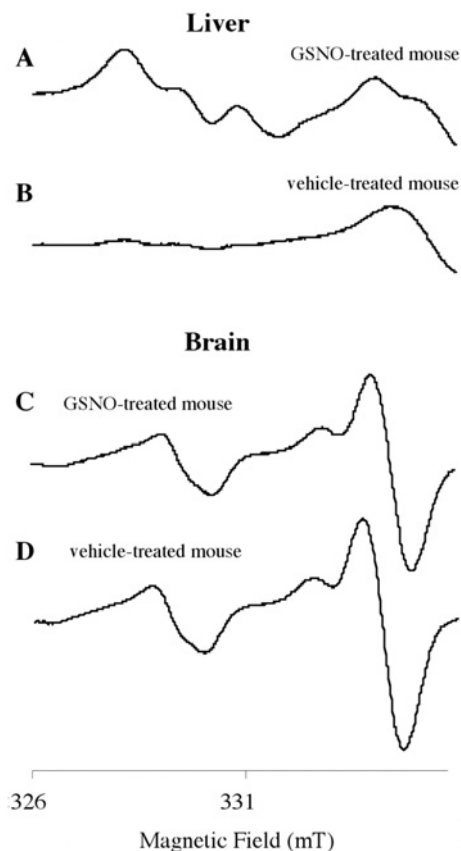 Liver
A
GSNO-treated mouse
B
vehicle-treated mouse
Brain
C
GSNO-treated mouse
D
vehicle-treated mouse
326
331
Magnetic Field (mT)